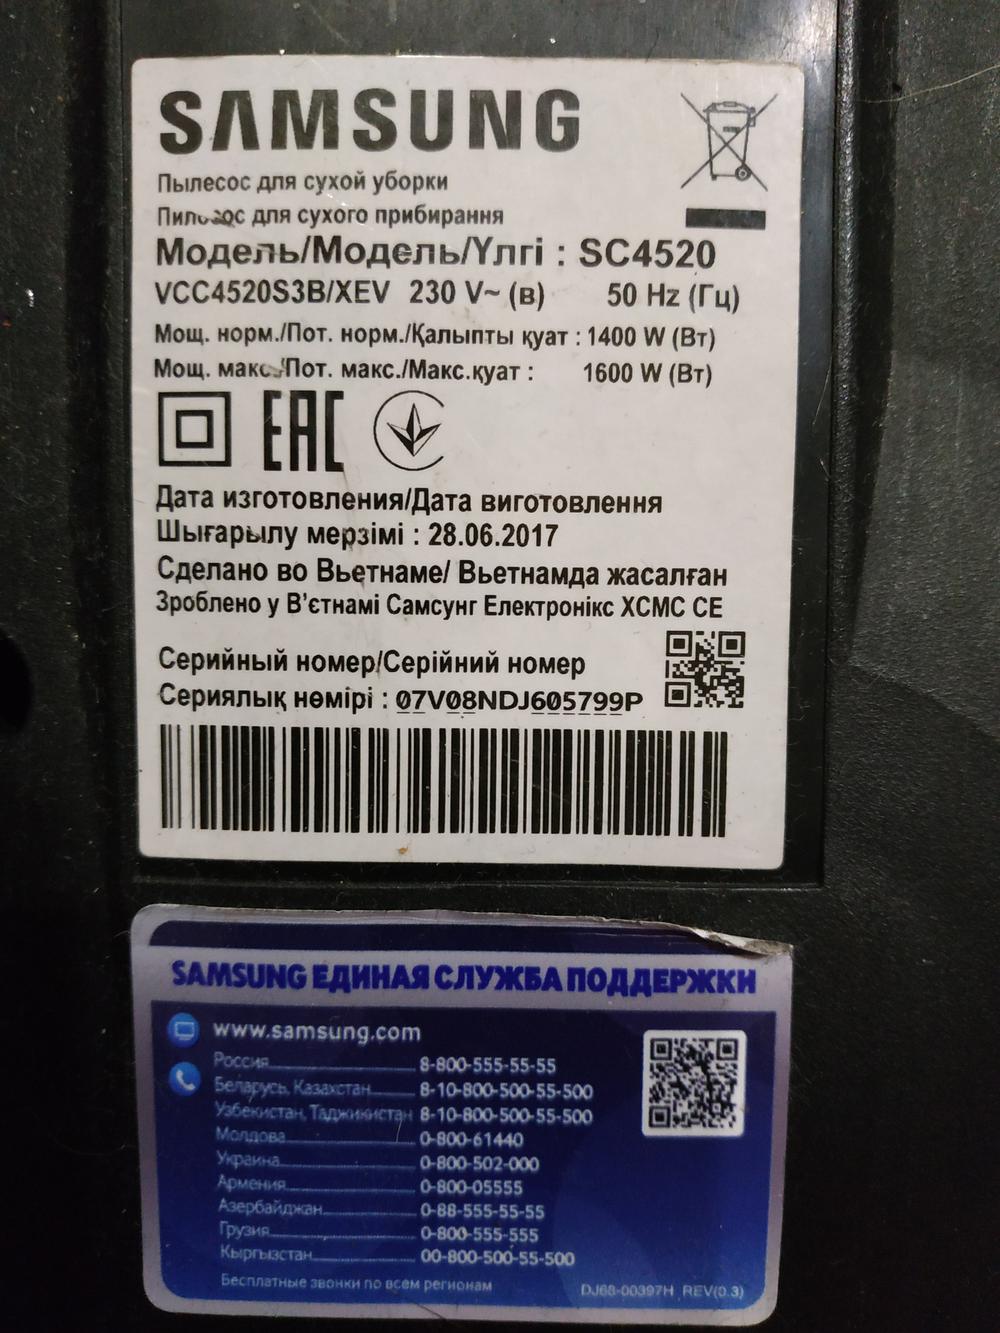 SAMSUNG
Пылесос для сухой уборки
Пилосос для сухого прибирання
Модель/Модель/Үлгі : SC4520
VCC4520S3B/XEV 230 V~ (в) 50 Hz (Гц)
Мощ. норм./Пот. норм./Қалыпты қуат : 1400 W (Вт)
Мощ. макс./Пот. макс./Макс.қуат : 1600 W (Вт)
EAC
Дата изготовления/Дата виготовлення
Шығарылу мерзімі : 28.06.2017
Сделано во Вьетнаме/ Вьетнамда жасалған
Зроблено у В'єтнамі Самсунг Електронікс ХСМС СЕ
Серийный номер/Серійний номер
Сериялық нөмірі : 07V08NDJ605799P
SAMSUNG ЕДИНАЯ СЛУЖБА ПОДДЕРЖКИ
www.samsung.com
Россия 8-800-555-55-55
Беларусь, Казахстан 8-10-800-500-55-500
Узбекистан, Таджикистан 8-10-800-500-55-500
Молдова 0-800-61440
Украина 0-800-502-000
Армения 0-800-05555
Азербайджан 0-88-555-55-55
Грузия 0-800-555-555
Кыргызстан 00-800-500-55-500
Бесплатные звонки по всем регионам
DJ68-00397H REV(0.3)